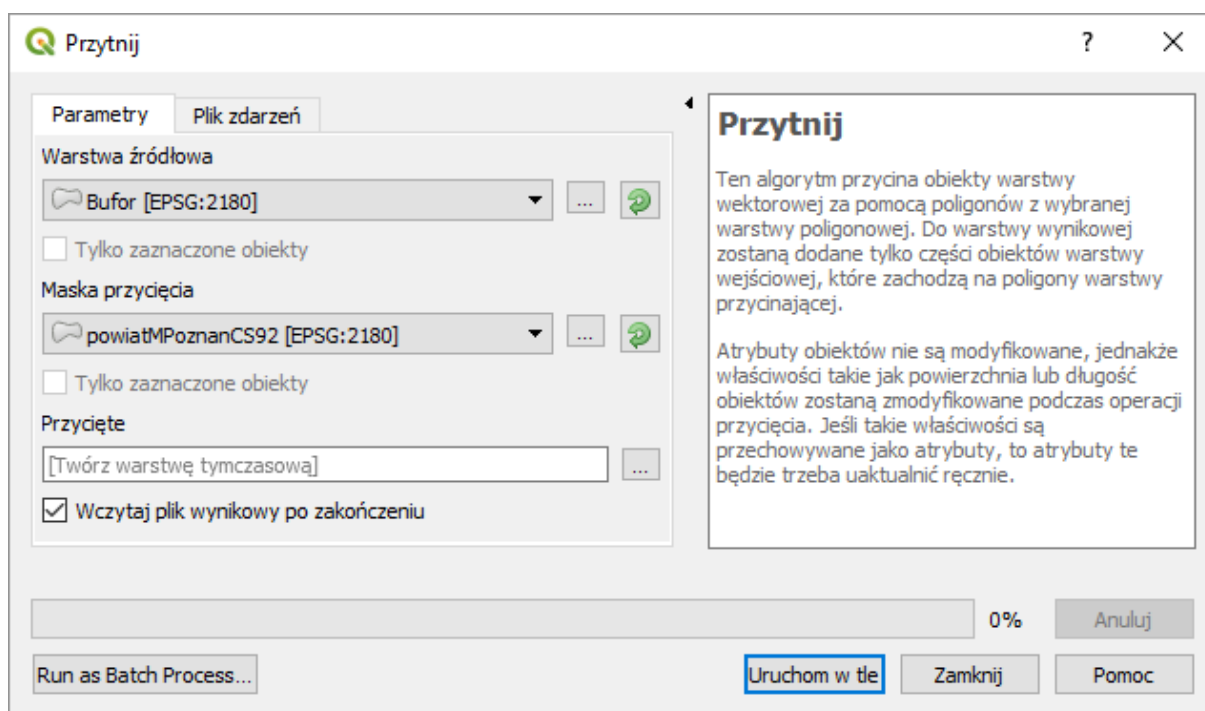 Przytnij
?
Parametry
Plik zdarzeń
Warstwa źródłowa
Bufor [EPSG:2180]
...
Tylko zaznaczone obiekty
Maska przycięcia
powiatMPoznanCS92 [EPSG:2180]
...
Tylko zaznaczone obiekty
Przycięte
[Twórz warstwę tymczasową]
...
Wczytaj plik wynikowy po zakończeniu
Przytnij
Ten algorytm przycina obiekty warstwy
wektorowej za pomocą poligonów z wybranej
warstwy poligonowej. Do warstwy wynikowej
zostaną dodane tylko części obiektów warstwy
wejściowej, które zachodzą na poligony warstwy
przycinającej.
Atrybuty obiektów nie są modyfikowane, jednakże
właściwości takie jak powierzchnia lub długość
obiektów zostaną zmodyfikowane podczas operacji
przycięcia. Jeśli takie właściwości są
przechowywane jako atrybuty, to atrybuty te
będzie trzeba uaktualnić ręcznie.
0%
Anuluj
Run as Batch Process...
Uruchom w tle
Zamknij
Pomoc